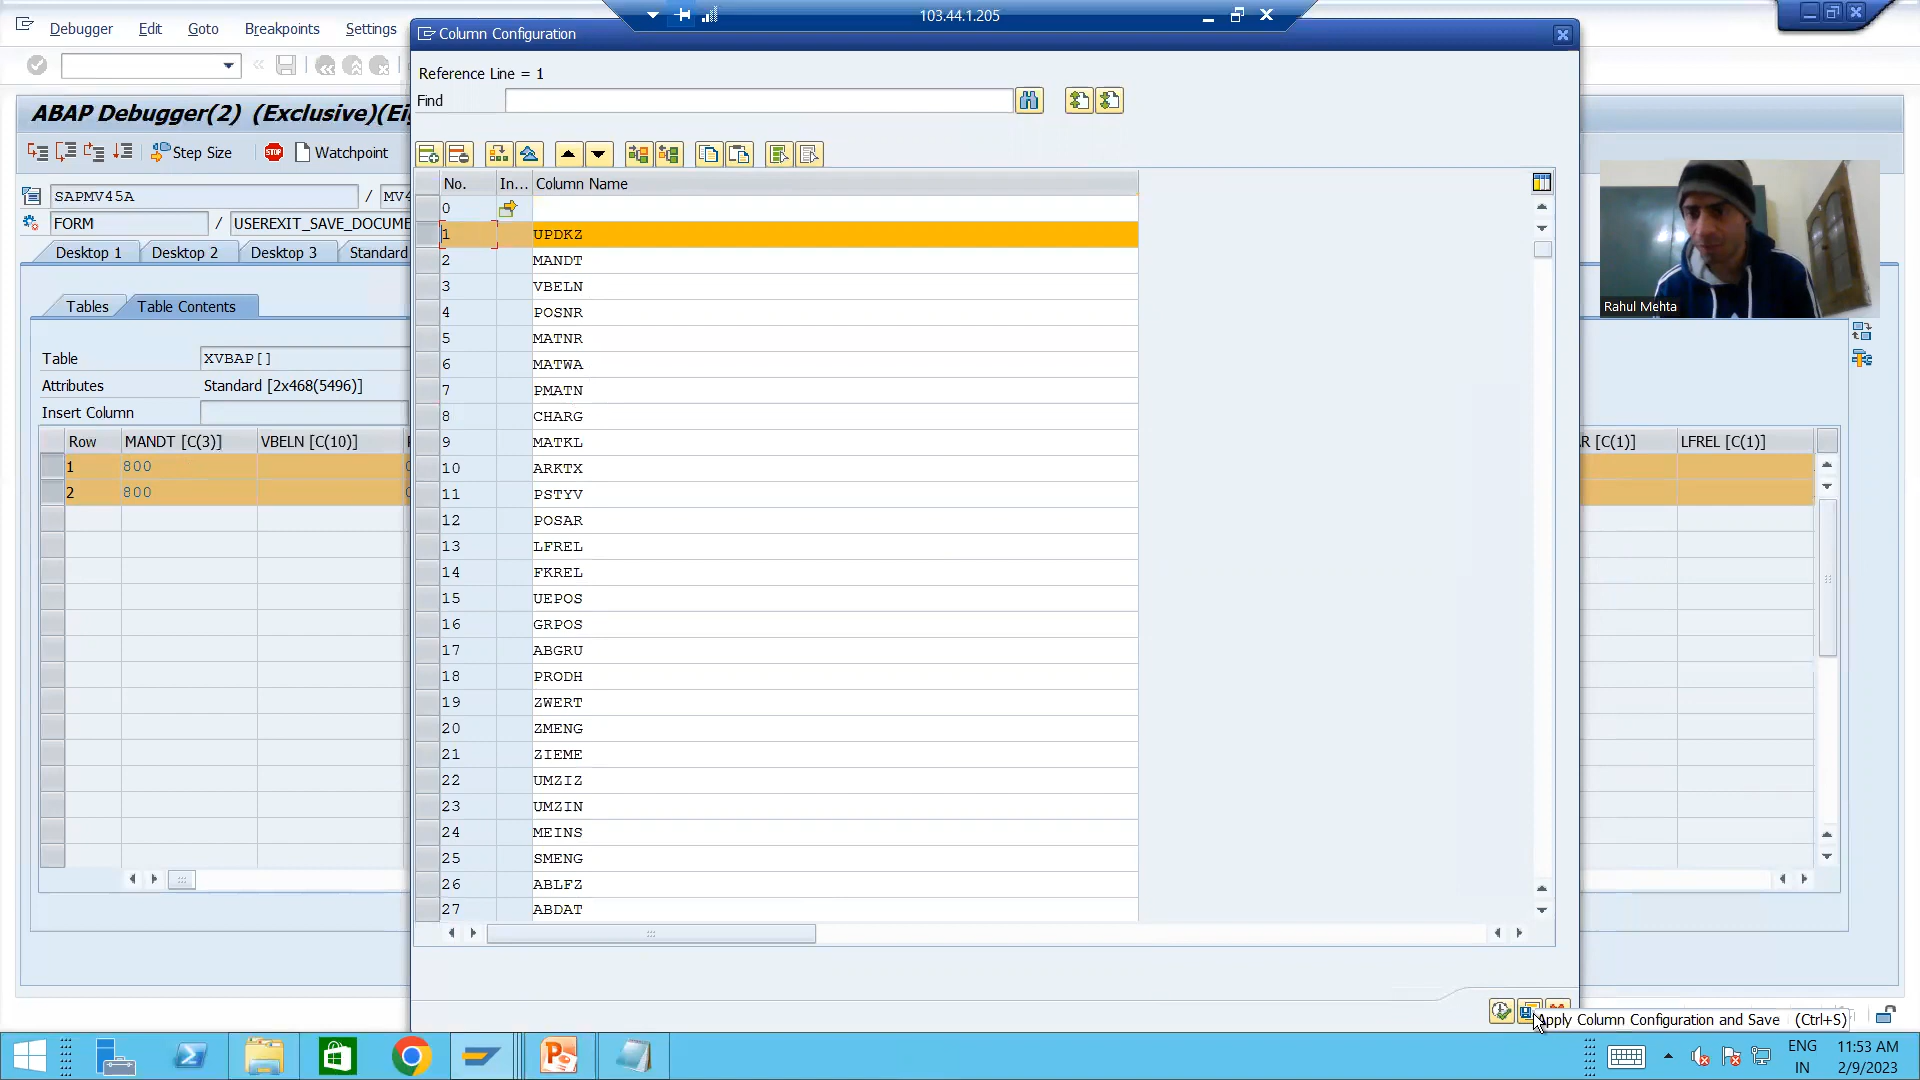 103.44.1.205
Debugger Edit Goto Breakpoints Settings
Column Configuration
Reference Line = 1
Find
ABAP Debugger(2) (Exclusive)
Step Size
STOP
Watchpoint
SAPMV45A / MV4
FORM / USEREXIT_SAVE_DOCUME
Desktop 1 Desktop 2 Desktop 3 Standard
Tables Table Contents
Table XVBAP[]
Attributes Standard [2x468(5496)]
Insert Column
Row MANDT [C(3)] VBELN [C(10)]
1 800
2 800
No. In... Column Name
0
1 UPDKZ
2 MANDT
3 VBELN
4 POSNR
5 MATNR
6 MATWA
7 PMATN
8 CHARG
9 MATKL
10 ARKTX
11 PSTYV
12 POSAR
13 LFREL
14 FKREL
15 UEPOS
16 GRPOS
17 ABGRU
18 PRODH
19 ZWERT
20 ZMENG
21 ZIEME
22 UMZIZ
23 UMZIN
24 MEINS
25 SMENG
26 ABLFZ
27 ABDAT
Rahul Mehta
R [C(1)] LFREL [C(1)]
Apply Column Configuration and Save (Ctrl+S)
ENG
IN
11:53 AM
2/9/2023